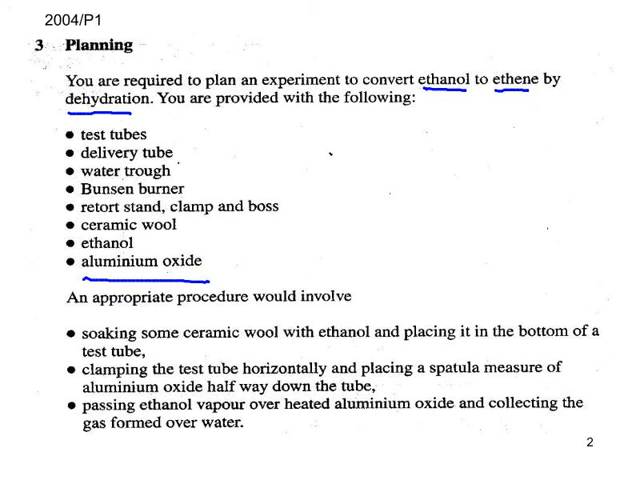 2004/P1
3 Planning
You are required to plan an experiment to convert ethanol to ethene by
dehydration. You are provided with the following:
• test tubes
• delivery tube
• water trough
• Bunsen burner
• retort stand, clamp and boss
• ceramic wool
• ethanol
• aluminium oxide
An appropriate procedure would involve
• soaking some ceramic wool with ethanol and placing it in the bottom of a
test tube,
• clamping the test tube horizontally and placing a spatula measure of
aluminium oxide half way down the tube,
• passing ethanol vapour over heated aluminium oxide and collecting the
gas formed over water.
2